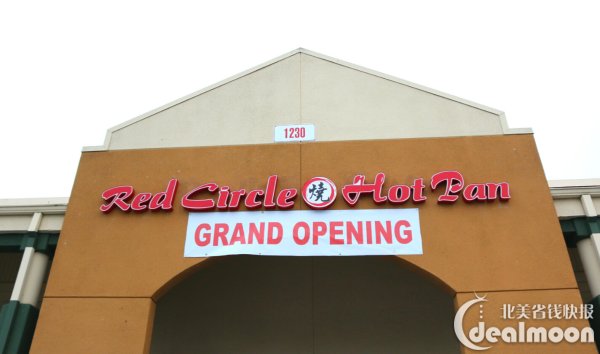 1230
Red Circle 燒 Hot Pan
GRAND OPENING
北美省钱快报
dealmoon